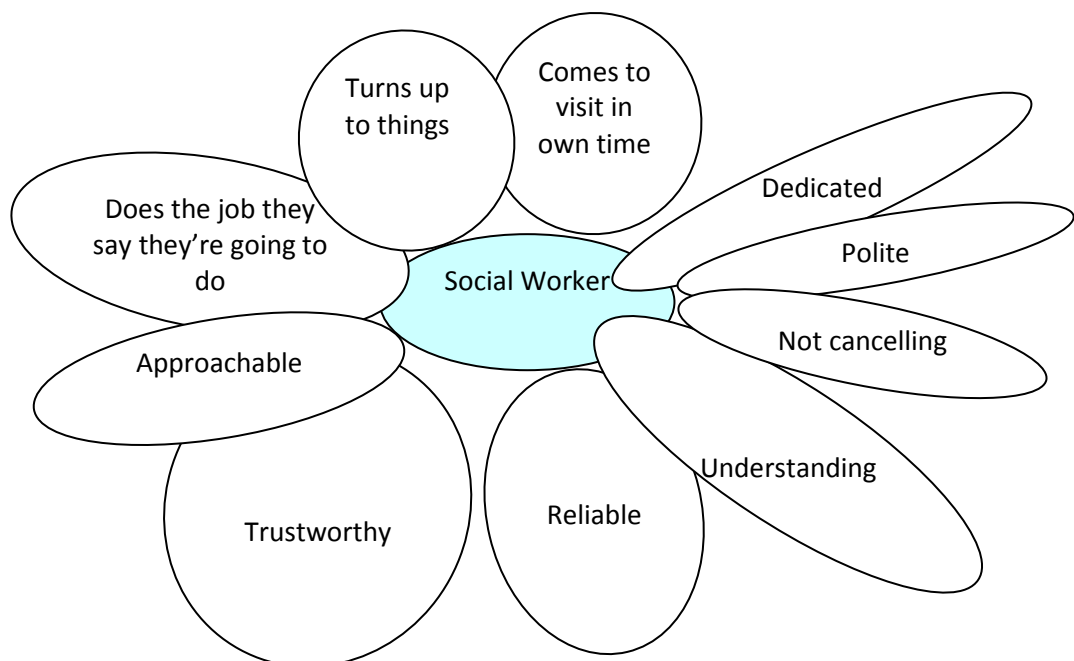 Turns up
to things
Comes to
visit in
own time
Dedicated
Does the job they
say they’re going to
do
Polite
Social Worker
Not cancelling
Approachable
Understanding
Reliable
Trustworthy